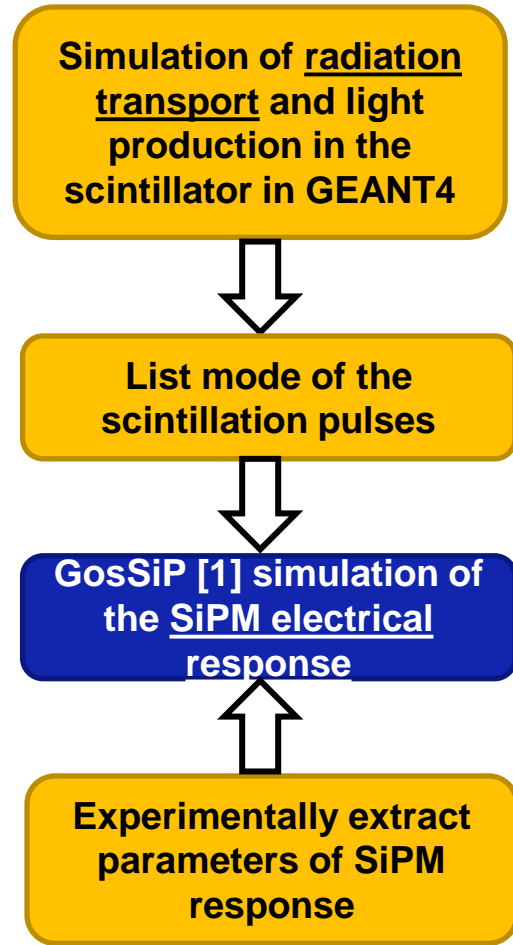 Simulation of radiation
transport and light
production in the
scintillator in GEANT4
List mode of the
scintillation pulses
GosSiP [1] simulation of
the SiPM electrical
response
Experimentally extract
parameters of SiPM
response